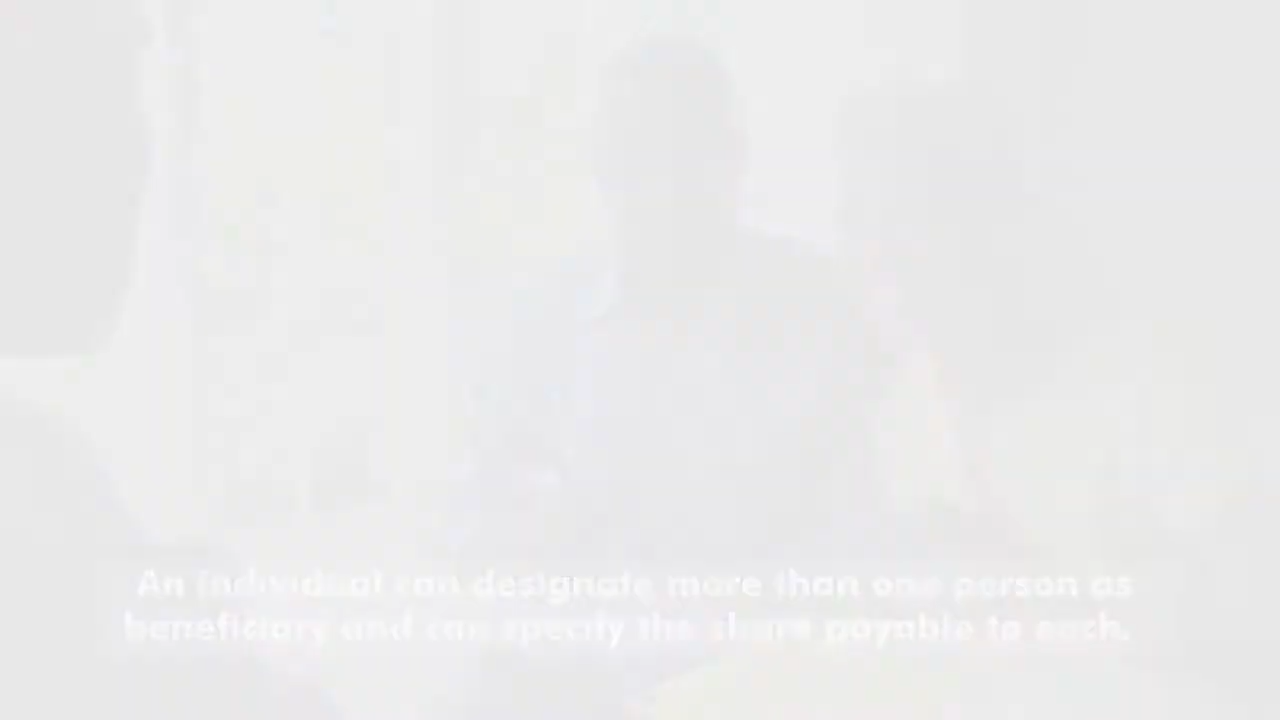 An individual can designate more than one person as
beneficiary and can specify the share payable to each.